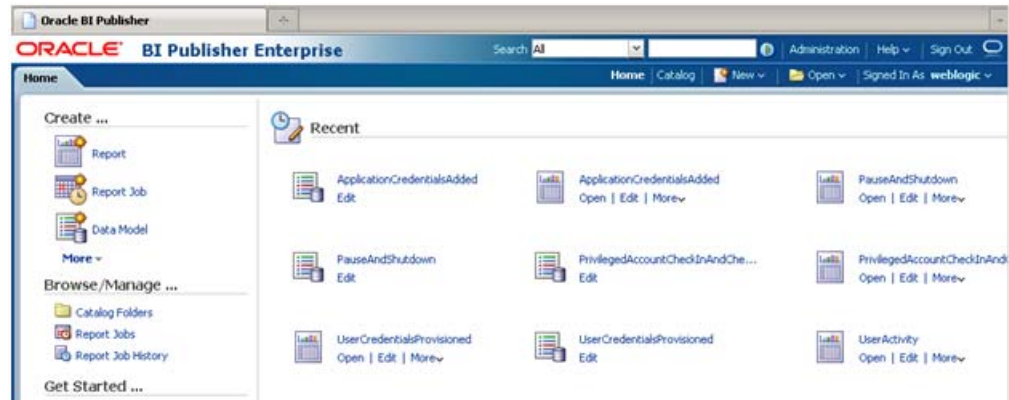 Oracle BI Publisher
ORACLE BI Publisher Enterprise
Search All
Administration Help Sign Out
Home
Home Catalog New Open Signed In As weblogic
Create ...
Report
Report Job
Data Model
More
Browse/Manage ...
Catalog Folders
Report Jobs
Report Job History
Get Started ...
Recent
ApplicationCredentialsAdded
Edit
ApplicationCredentialsAdded
Open | Edit | More
PauseAndShutdown
Open | Edit | More
PauseAndShutdown
Edit
PrivilegedAccountCheckInAndChe...
Edit
PrivilegedAccountCheckInAnd
Open | Edit | More
UserCredentialsProvisioned
Open | Edit | More
UserCredentialsProvisioned
Edit
UserActivity
Open | Edit | More